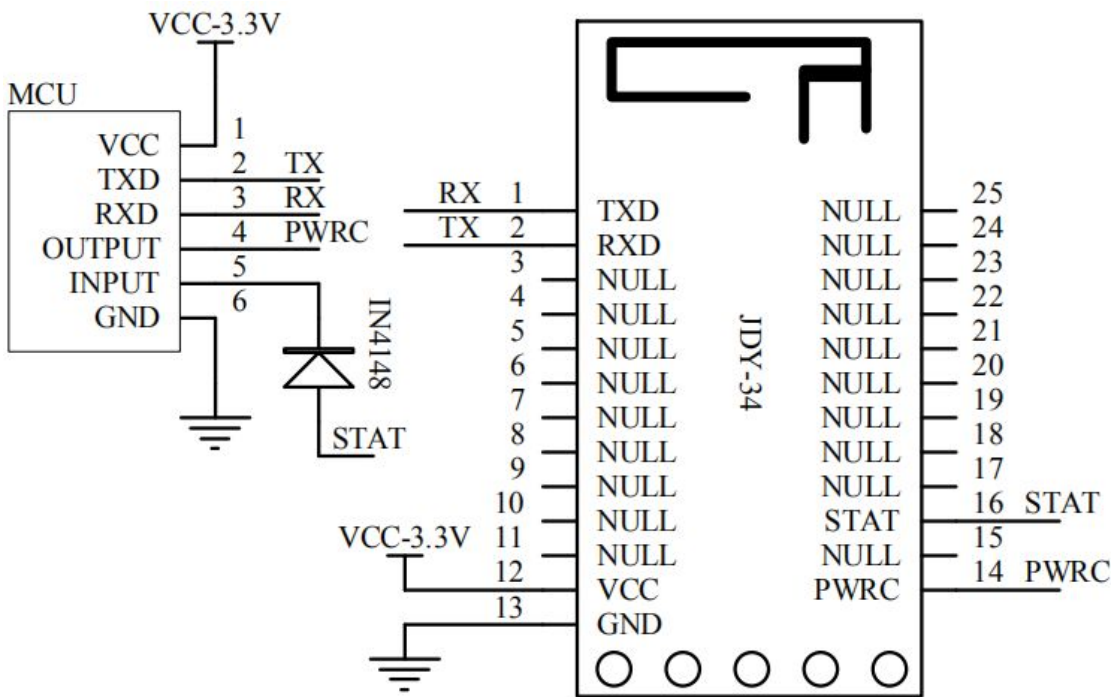 VCC-3.3V
MCU
VCC 1
TXD 2 TX
RXD 3 RX
OUTPUT 4 PWRC
INPUT 5
GND 6
IN4148
STAT
JDY-34
RX 1 TXD
TX 2 RXD
3 NULL
4 NULL
5 NULL
6 NULL
7 NULL
8 NULL
9 NULL
10 NULL
11 NULL
VCC-3.3V
12 VCC
13 GND
NULL 25
NULL 24
NULL 23
NULL 22
NULL 21
NULL 20
NULL 19
NULL 18
NULL 17
STAT 16 STAT
NULL 15
PWRC 14 PWRC